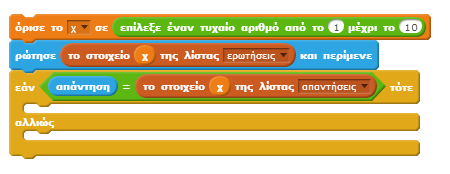 όρισε το x σε επίλεξε έναν τυχαίο αριθμό από το 1 μέχρι το 10
ρώτησε το στοιχείο x της λίστας ερωτήσεις και περίμενε
εάν απάντηση = το στοιχείο x της λίστας απαντήσεις τότε
αλλιώς